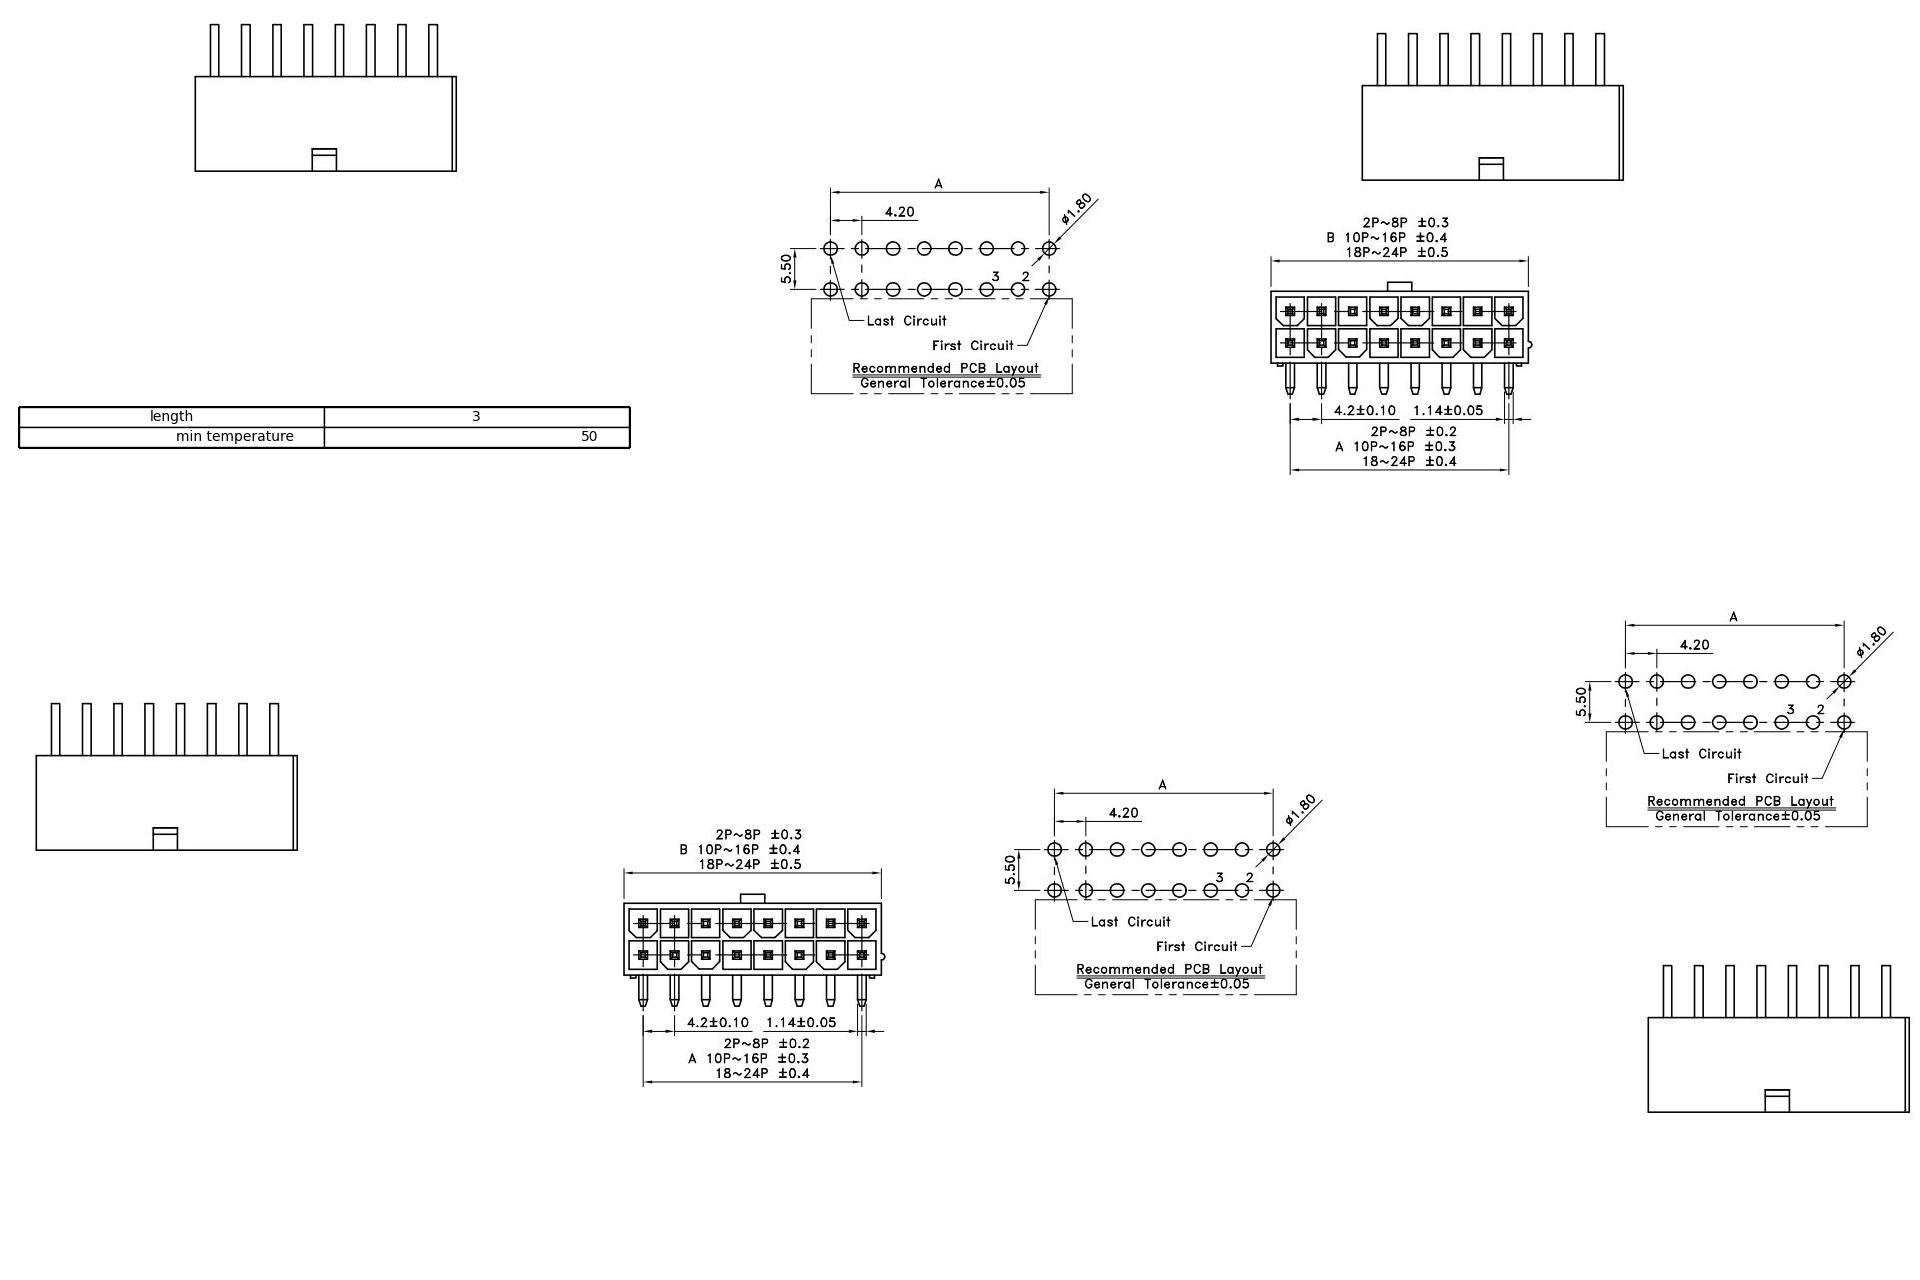 A
4.20
ø1.80
5.50
3 2
Last Circuit
First Circuit
Recommended PCB Layout
General Tolerance±0.05
2P~8P ±0.3
B 10P~16P ±0.4
18P~24P ±0.5
4.2±0.10 1.14±0.05
2P~8P ±0.2
A 10P~16P ±0.3
18~24P ±0.4
length 3
min temperature 50
A
4.20
ø1.80
5.50
3 2
Last Circuit
First Circuit
Recommended PCB Layout
General Tolerance±0.05
2P~8P ±0.3
B 10P~16P ±0.4
18P~24P ±0.5
4.2±0.10 1.14±0.05
2P~8P ±0.2
A 10P~16P ±0.3
18~24P ±0.4
A
4.20
ø1.80
5.50
3 2
Last Circuit
First Circuit
Recommended PCB Layout
General Tolerance±0.05